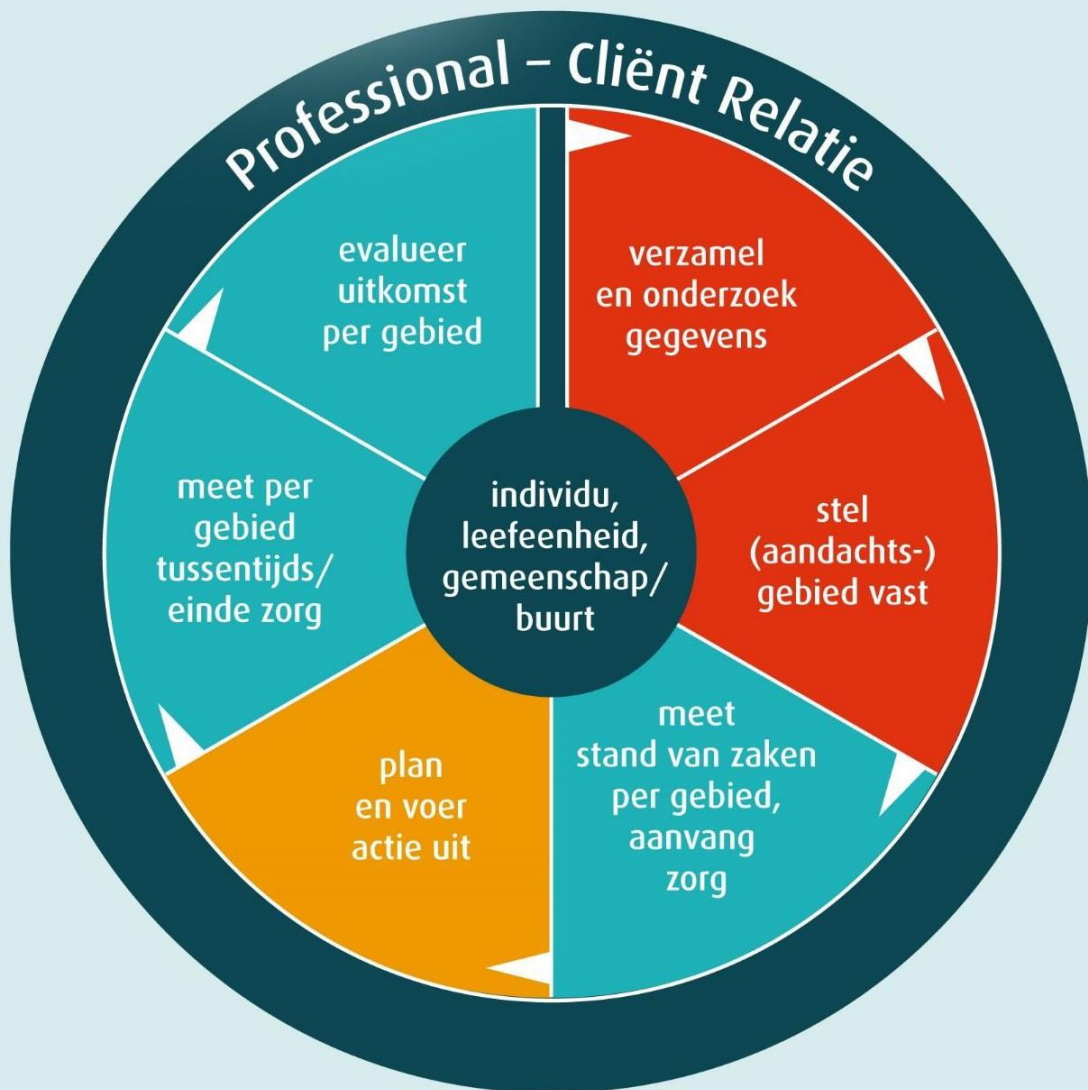 Professional – Cliënt Relatie
verzamel
en onderzoek
gegevens
stel
(aandachts-)
gebied vast
meet
stand van zaken
per gebied,
aanvang
zorg
plan
en voer
actie uit
meet per
gebied
tussentijds/
einde zorg
evalueer
uitkomst
per gebied
individu,
leefeenheid,
gemeenschap/
buurt